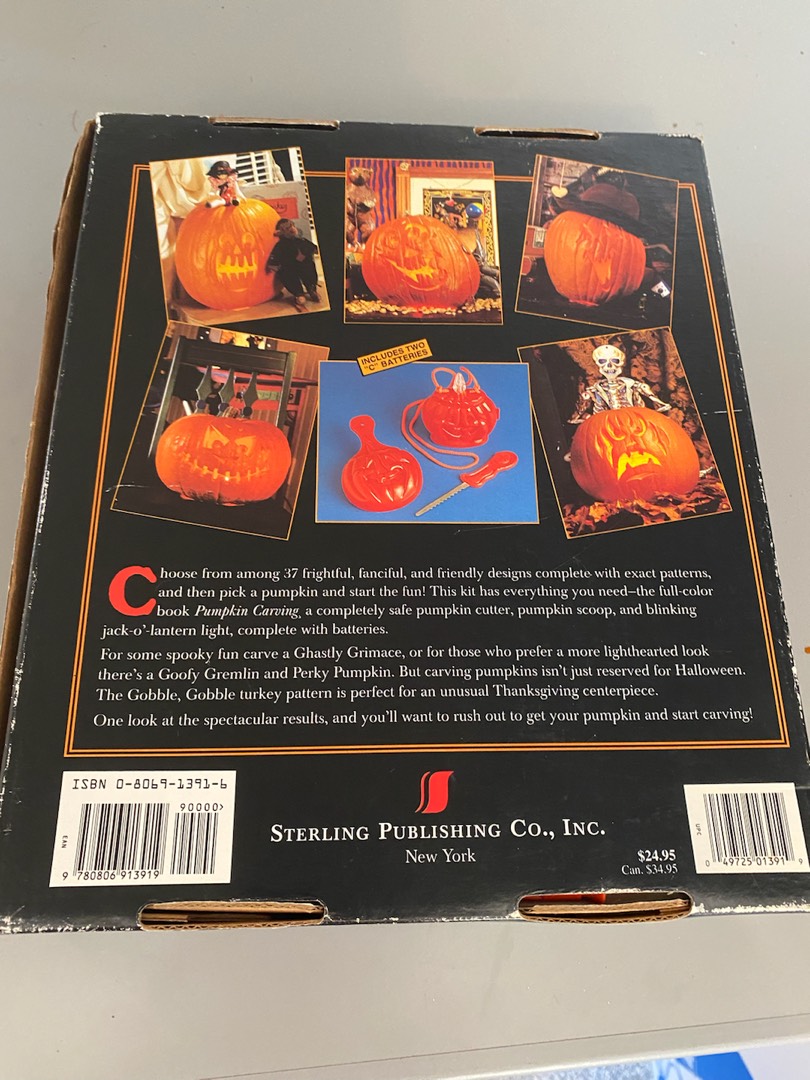 INCLUDES TWO
"C" BATTERIES
Choose from among 37 frightful, fanciful, and friendly designs complete with exact patterns,
and then pick a pumpkin and start the fun! This kit has everything you need—the full-color
book Pumpkin Carving, a completely safe pumpkin cutter, pumpkin scoop, and blinking
jack-o'-lantern light, complete with batteries.
For some spooky fun carve a Ghastly Grimace, or for those who prefer a more lighthearted look
there's a Goofy Gremlin and Perky Pumpkin. But carving pumpkins isn't just reserved for Halloween.
The Gobble, Gobble turkey pattern is perfect for an unusual Thanksgiving centerpiece.
One look at the spectacular results, and you'll want to rush out to get your pumpkin and start carving!
ISBN 0-8069-1391-6
90000>
EAN
9 780806 913919
STERLING PUBLISHING CO., INC.
New York
$24.95
Can. $34.95
UPC
0 49725 01391 9